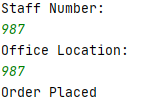 Staff Number:
987
Office Location:
987
Order Placed